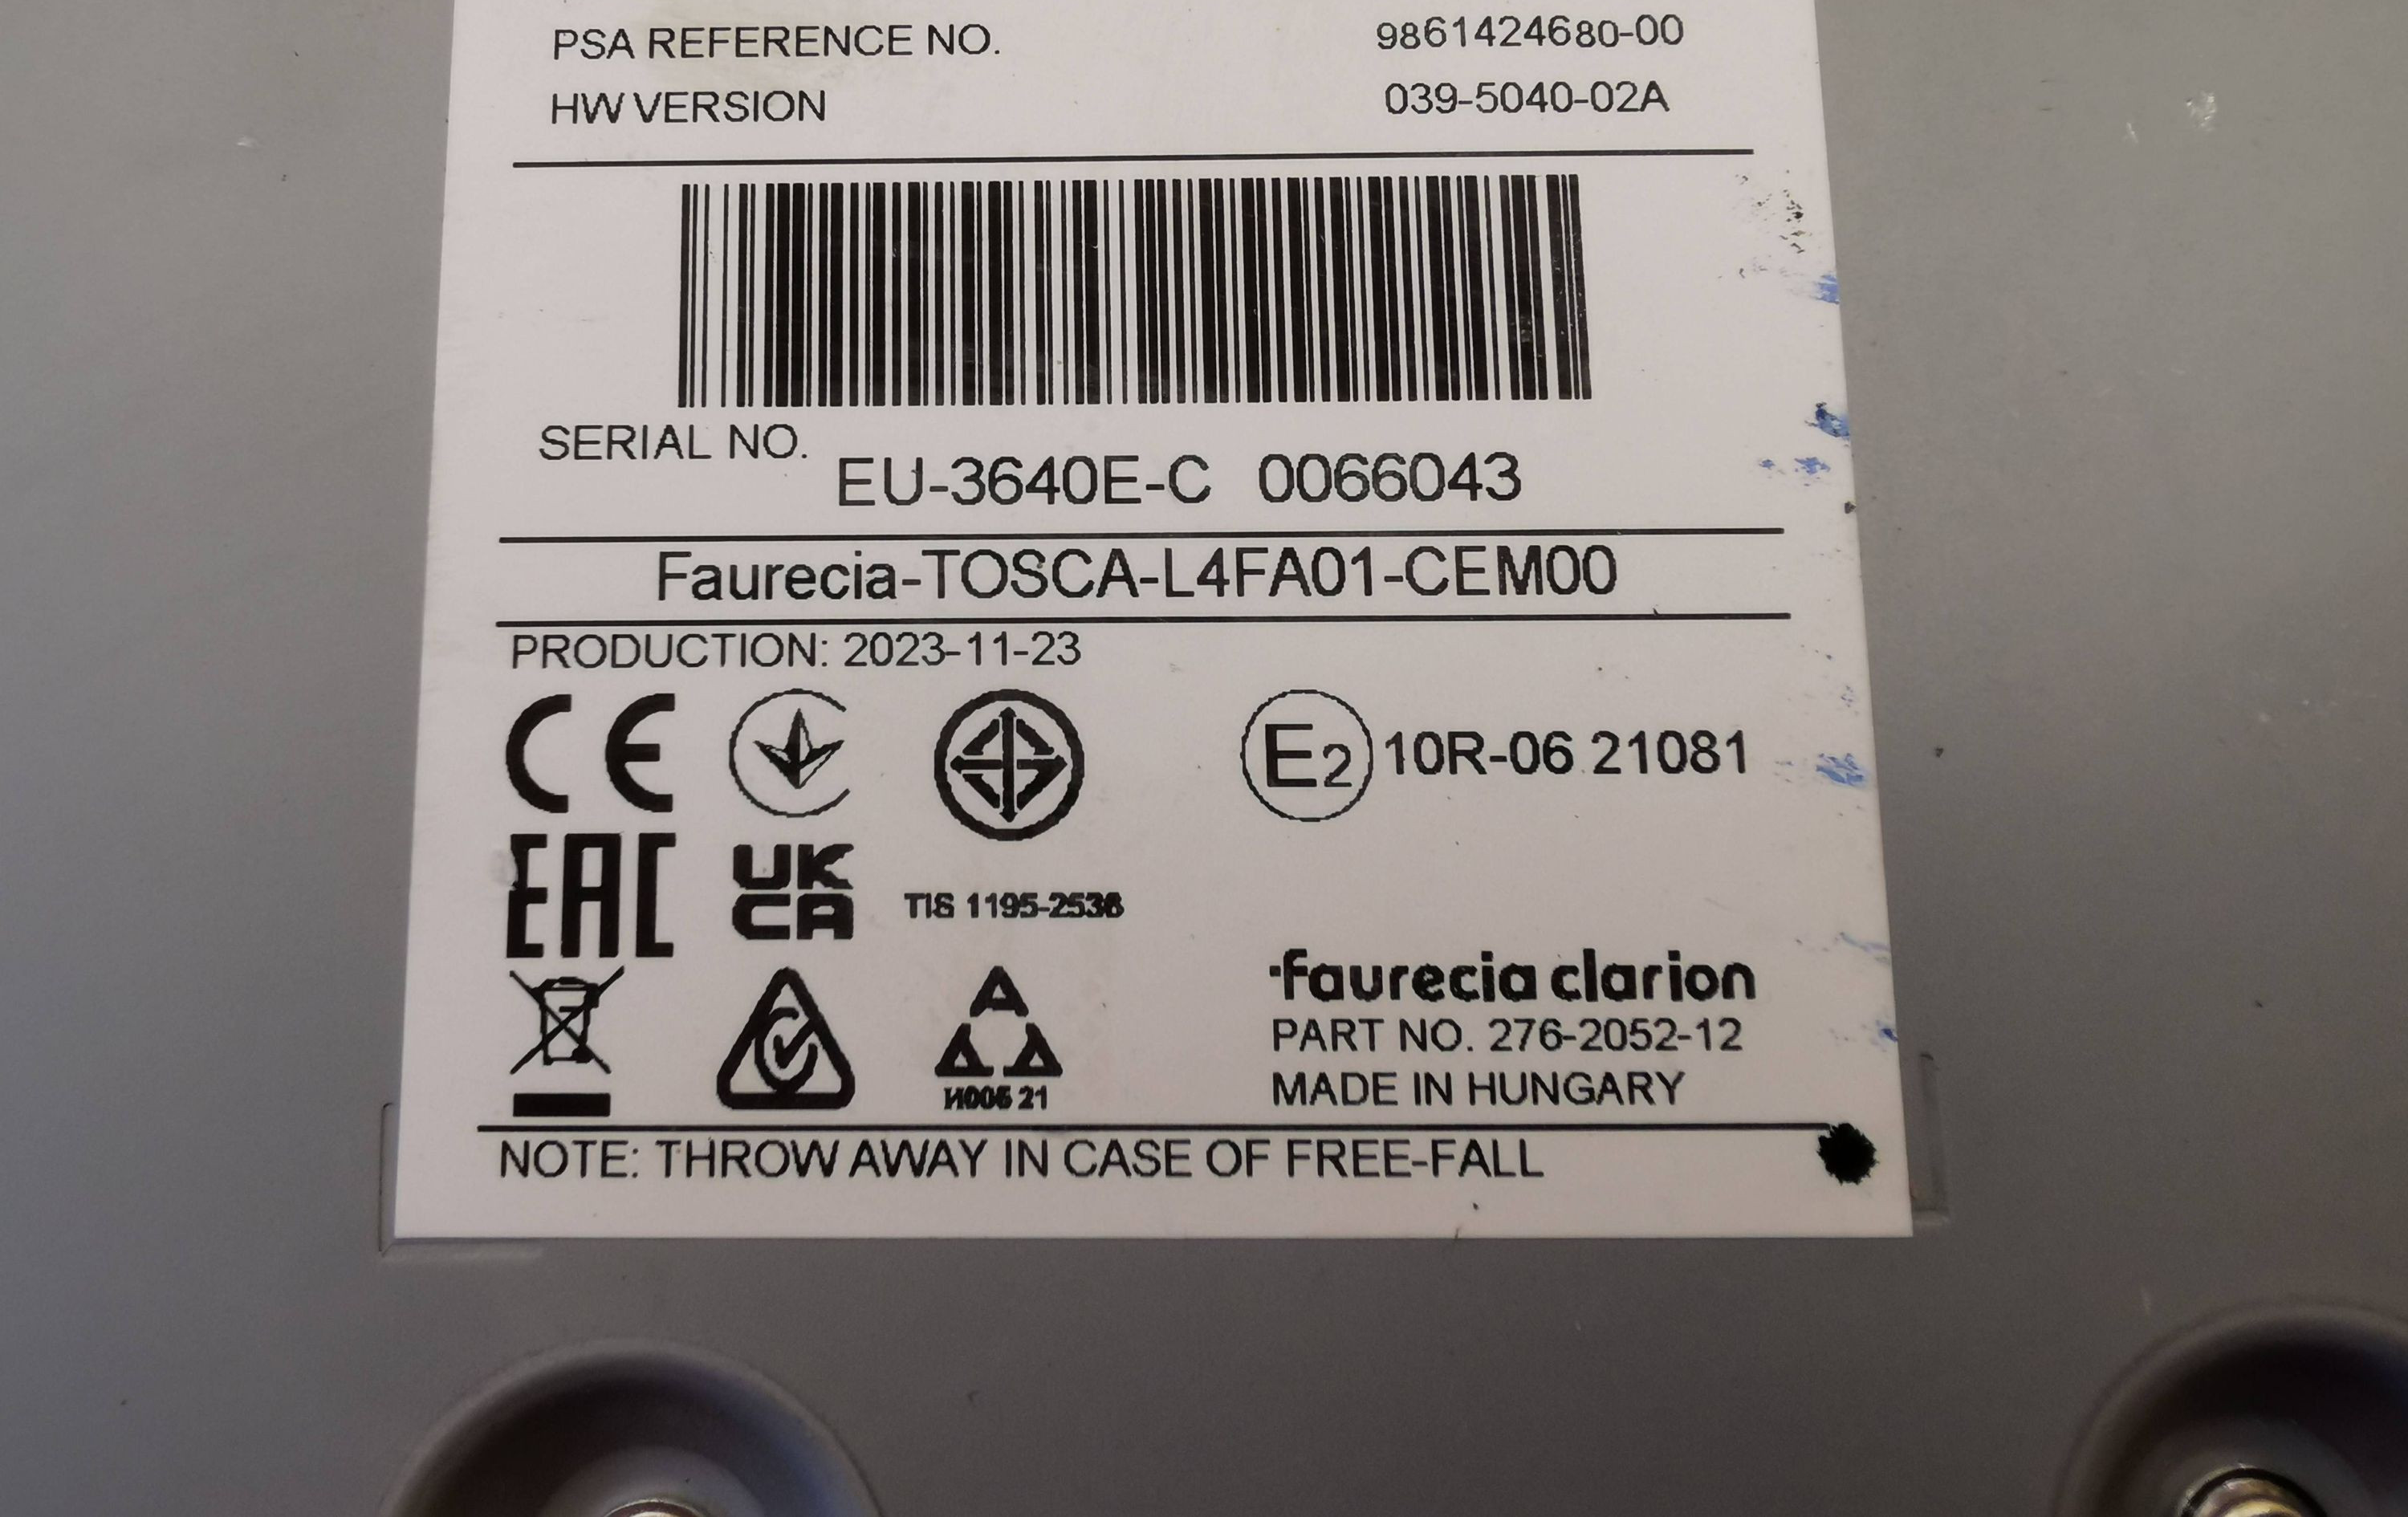 PSA REFERENCE NO. 9861424680-00
HW VERSION 039-5040-02A
SERIAL NO.
EU-3640E-C 0066043
Faurecia-TOSCA-L4FA01-CEM00
PRODUCTION: 2023-11-23
CE
E2 10R-06 21081
EAC
UK
CA
TIS 1195-2536
faurecia clarion
PART NO. 276-2052-12
A
И005 21
MADE IN HUNGARY
NOTE: THROW AWAY IN CASE OF FREE-FALL